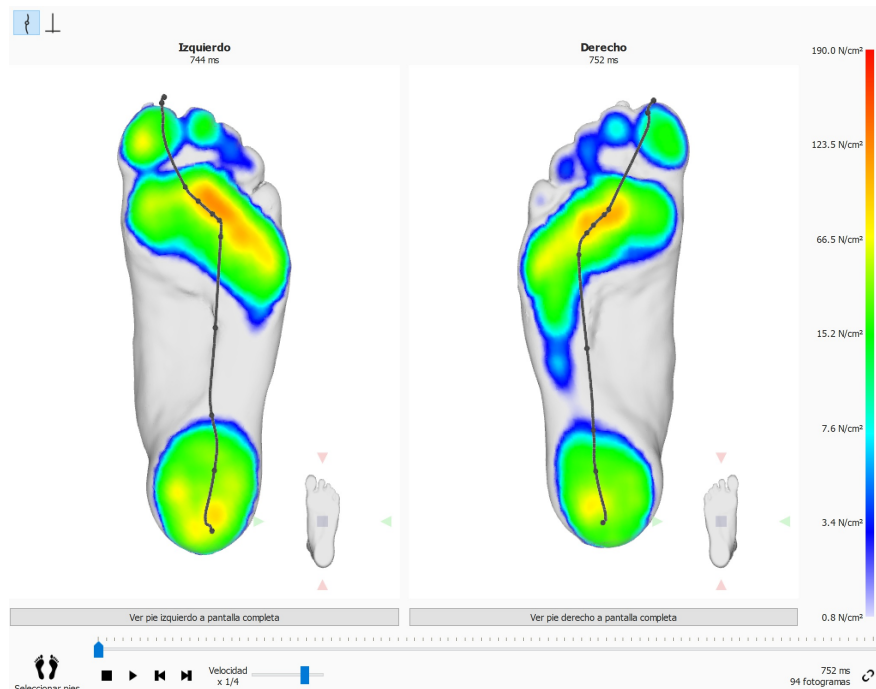 Izquierdo
744 ms
Derecho
752 ms
190.0 N/cm²
123.5 N/cm²
66.5 N/cm²
15.2 N/cm²
7.6 N/cm²
3.4 N/cm²
0.8 N/cm²
Ver pie izquierdo a pantalla completa
Ver pie derecho a pantalla completa
Velocidad
x 1/4
752 ms
94 fotogramas
Seleccionar pies